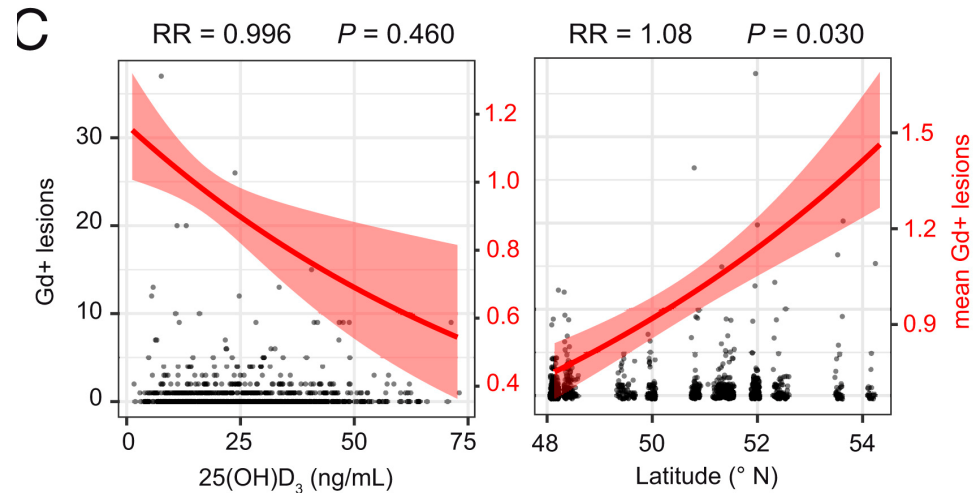 C
RR = 0.996 P = 0.460
RR = 1.08 P = 0.030
Gd+ lesions
30
20
10
0
0 25 50 75
25(OH)D₃ (ng/mL)
1.2
1.0
0.8
0.6
0.4
48 50 52 54
Latitude (° N)
1.5
1.2
0.9
mean Gd+ lesions